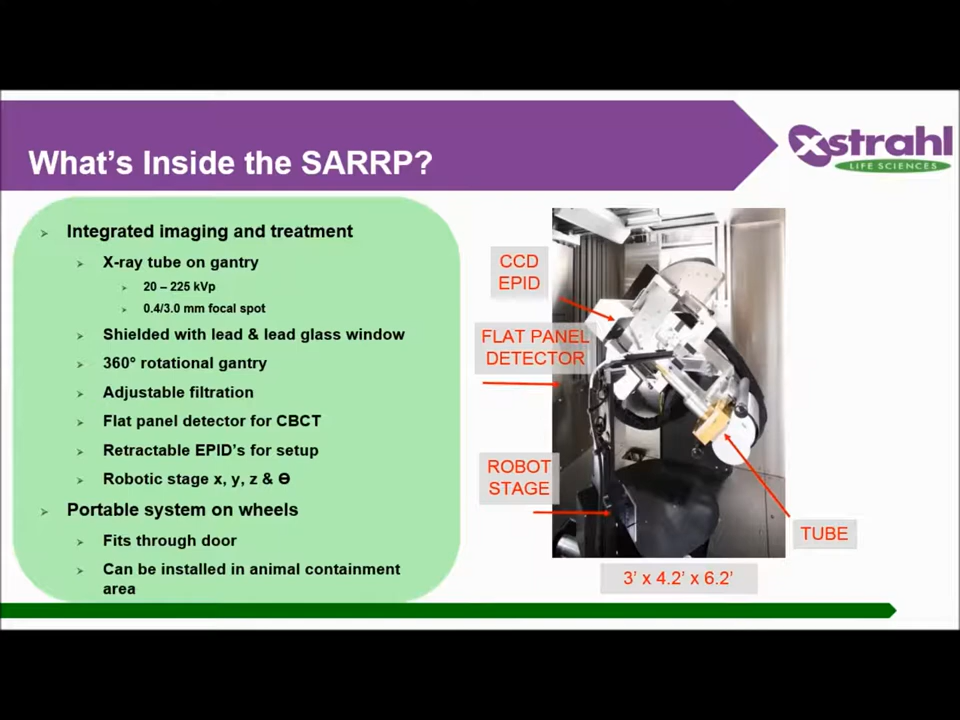 What's Inside the SARRP?
xstrahl
LIFE SCIENCES
Integrated imaging and treatment
X-ray tube on gantry
20 – 225 kVp
0.4/3.0 mm focal spot
Shielded with lead & lead glass window
360° rotational gantry
Adjustable filtration
Flat panel detector for CBCT
Retractable EPID's for setup
Robotic stage x, y, z & ϴ
Portable system on wheels
Fits through door
Can be installed in animal containment
area
CCD
EPID
FLAT PANEL
DETECTOR
ROBOT
STAGE
TUBE
3' x 4.2' x 6.2'